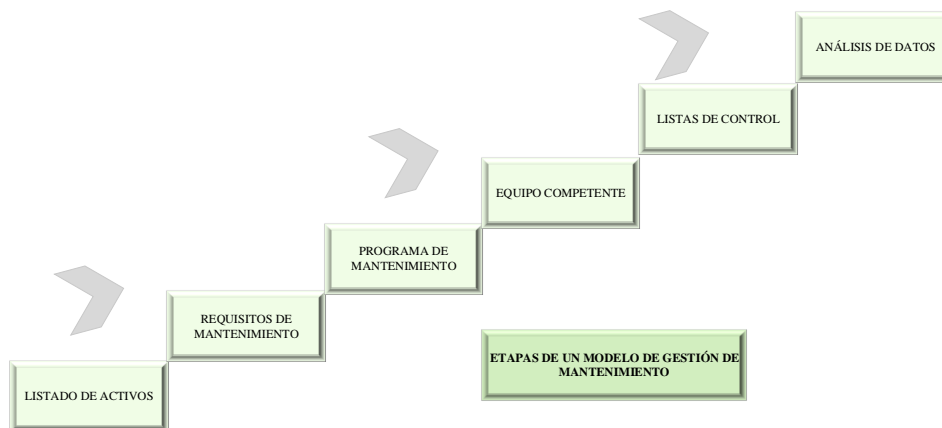 ANÁLISIS DE DATOS
LISTAS DE CONTROL
EQUIPO COMPETENTE
PROGRAMA DE
MANTENIMIENTO
REQUISITOS DE
MANTENIMIENTO
LISTADO DE ACTIVOS
ETAPAS DE UN MODELO DE GESTIÓN DE
MANTENIMIENTO